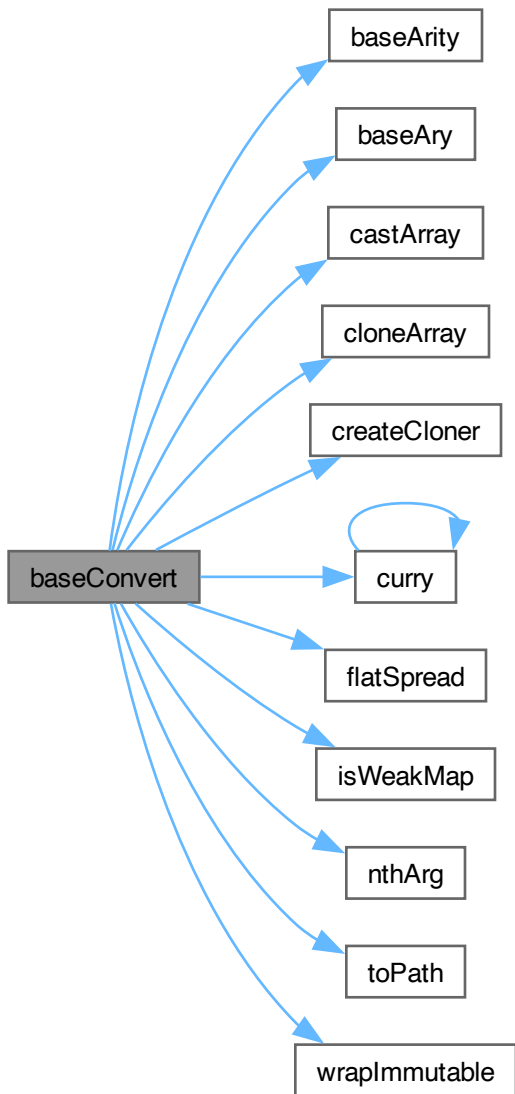 baseArity
baseAry
castArray
cloneArray
createCloner
baseConvert
curry
flatSpread
isWeakMap
nthArg
toPath
wrapImmutable